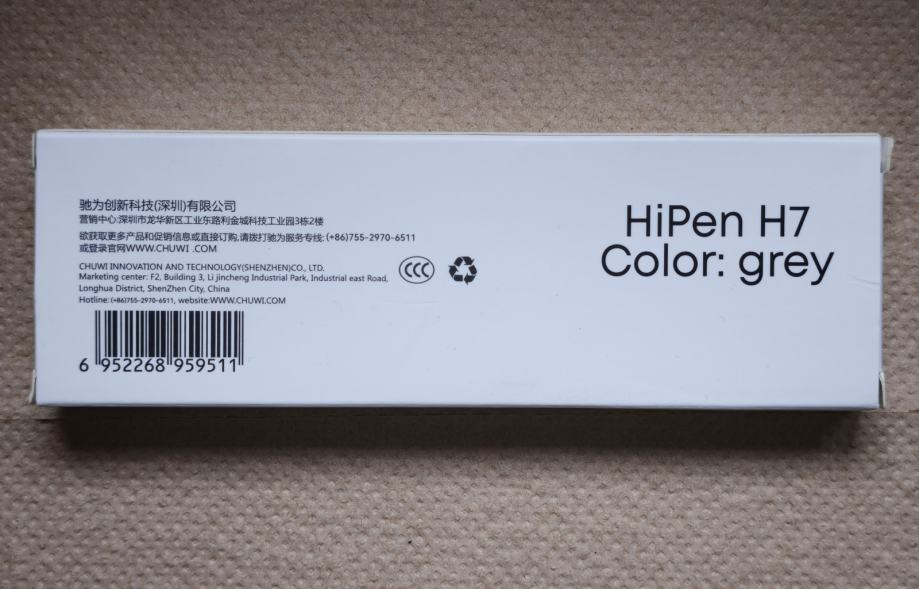 驰为创新科技(深圳)有限公司
营销中心:深圳市龙华新区工业东路利金城科技工业园3栋2楼
欲获取更多产品和促销信息或直接订购,请拨打驰为服务专线:(+86)755-2970-6511
或登录官网WWW.CHUWI .COM
CHUWI INNOVATION AND TECHNOLOGY(SHENZHEN)CO., LTD.
Marketing center: F2, Building 3, Li jincheng Industrial Park, Industrial east Road,
Longhua District, ShenZhen City, China
Hotline: (+86)755-2970-6511, website:WWW.CHUWI.COM
CCC
6 952268 959511
HiPen H7
Color: grey